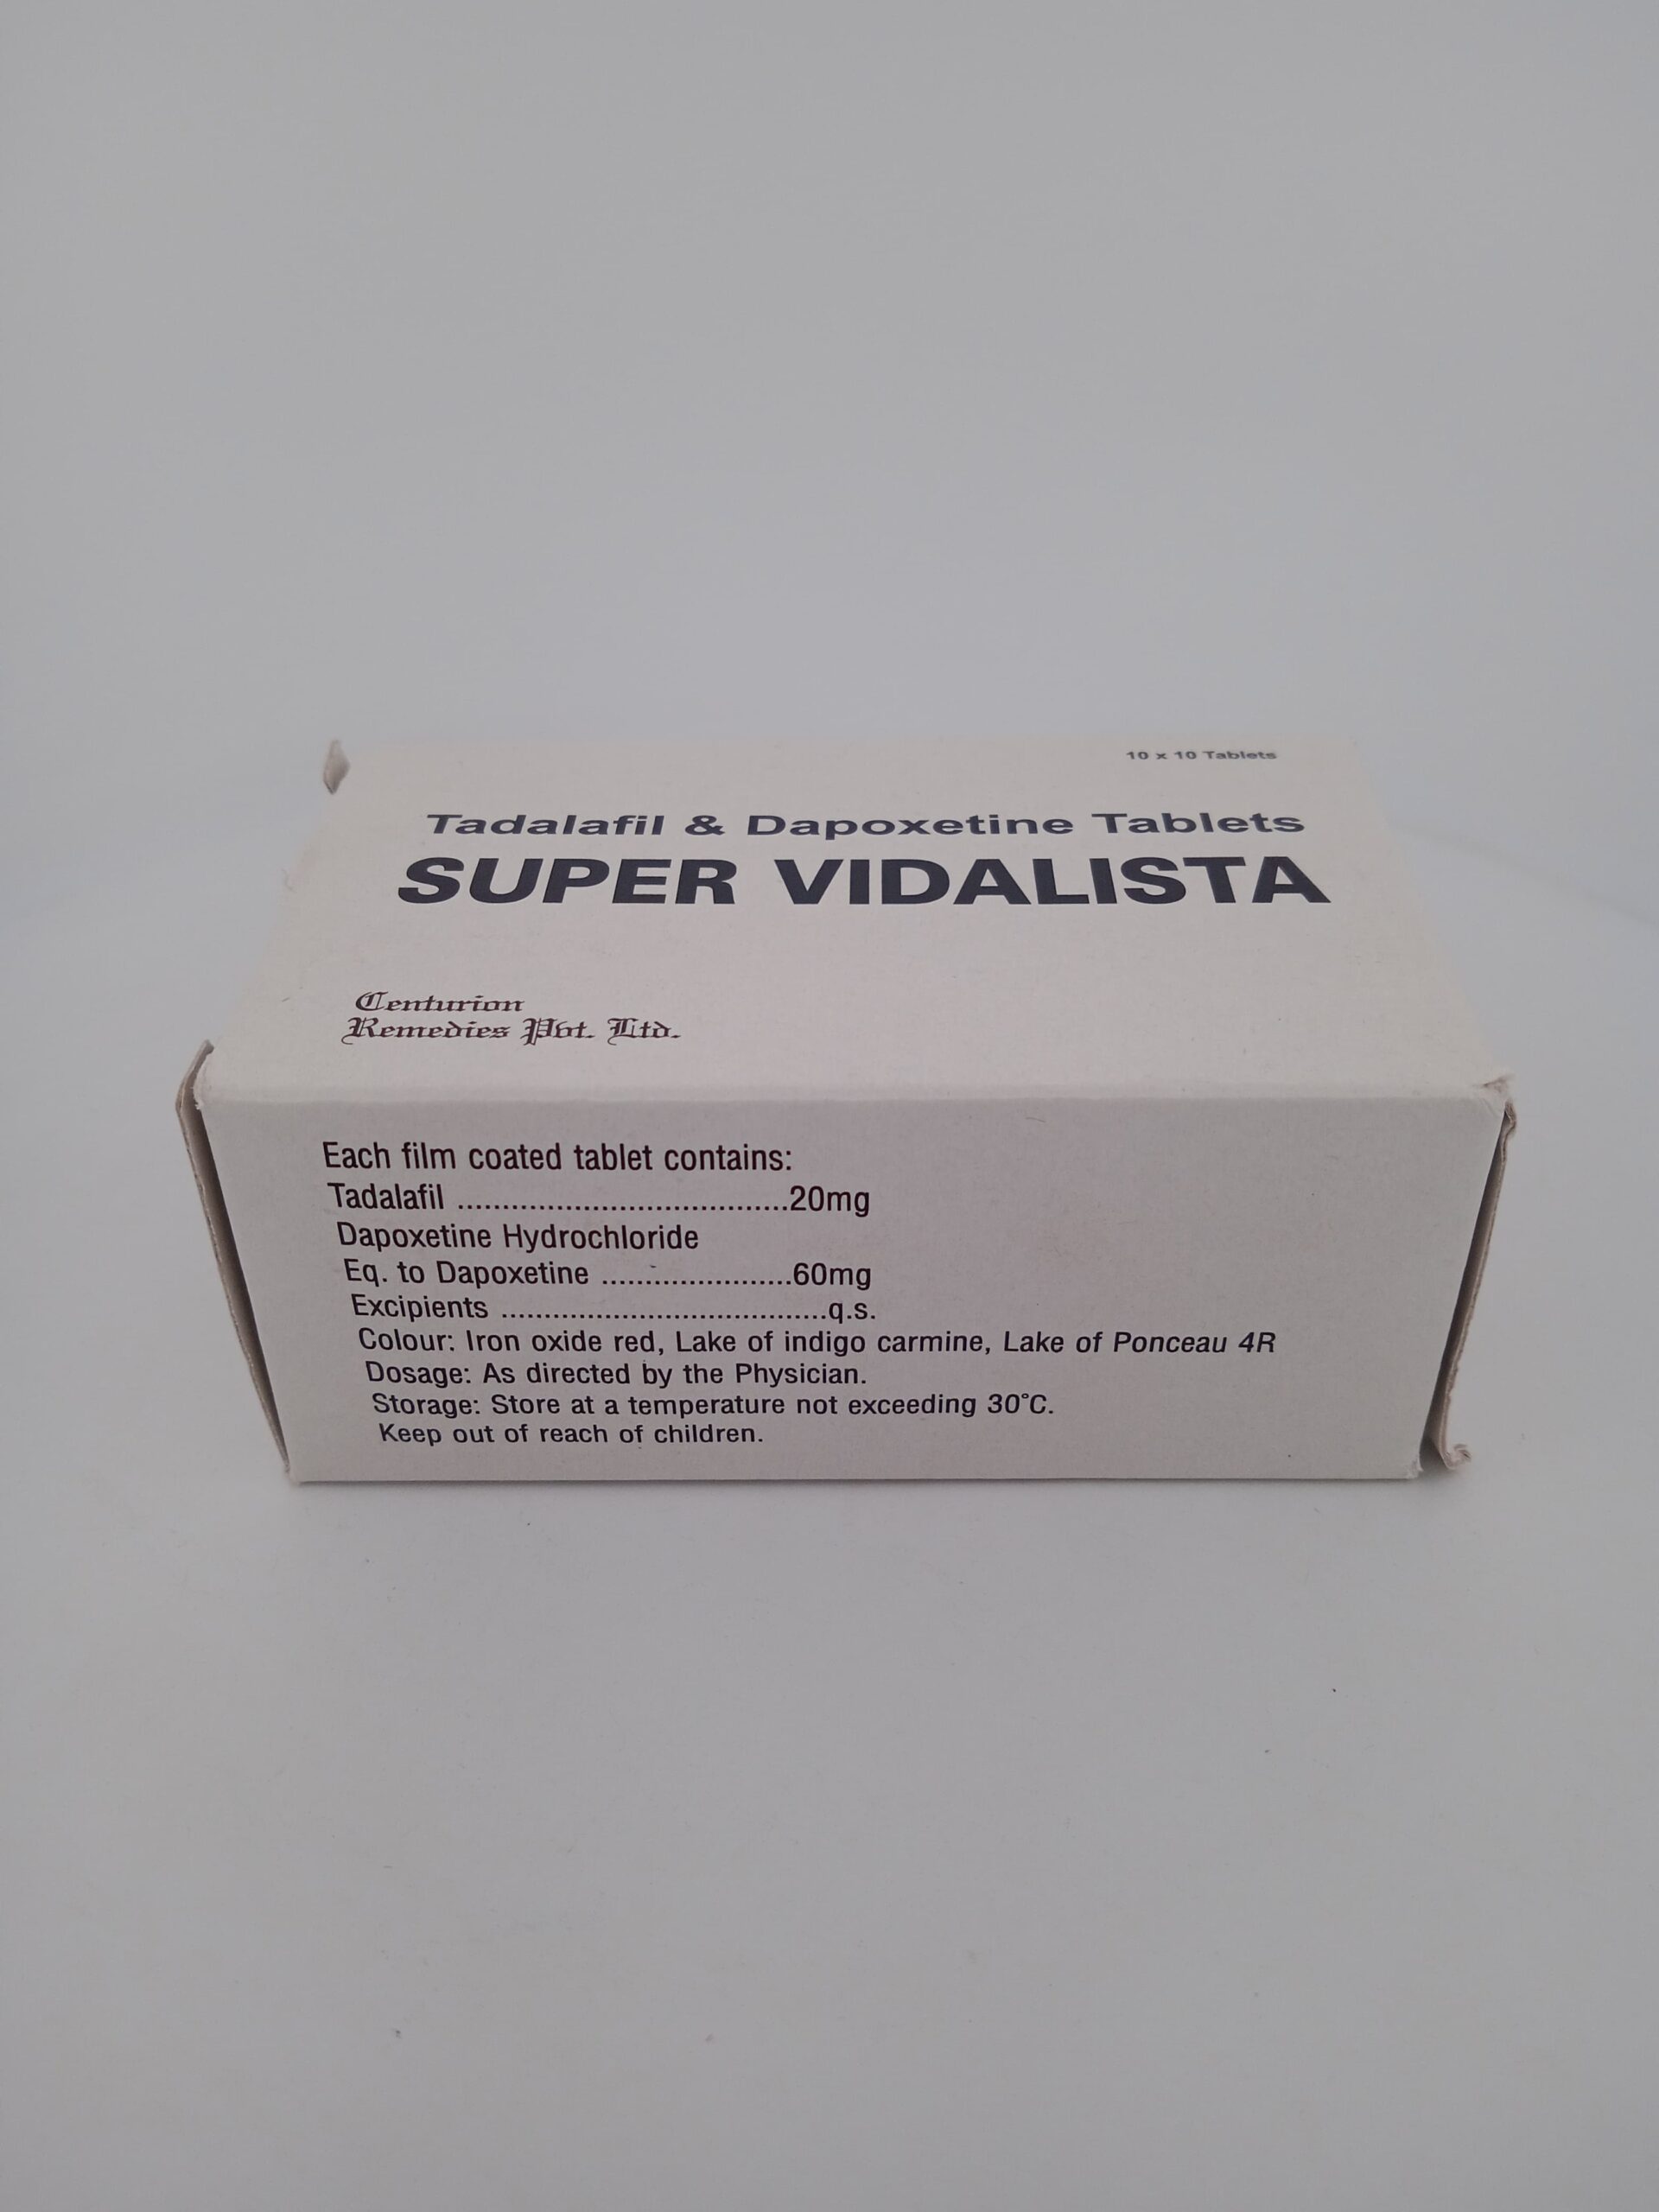 10 x 10 Tablets
Tadalafil & Dapoxetine Tablets
SUPER VIDALISTA
Centurion
Remedies Pvt. Ltd.
Each film coated tablet contains:
Tadalafil ....................................20mg
Dapoxetine Hydrochloride
Eq. to Dapoxetine ......................60mg
Excipients ......................................q.s.
Colour: Iron oxide red, Lake of indigo carmine, Lake of Ponceau 4R
Dosage: As directed by the Physician.
Storage: Store at a temperature not exceeding 30°C.
Keep out of reach of children.